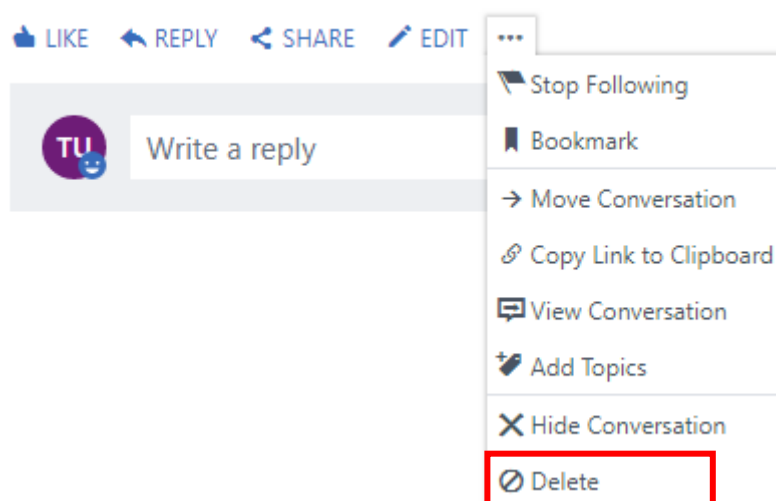 LIKE REPLY SHARE EDIT ...
Stop Following
TU Write a reply
Bookmark
Move Conversation
Copy Link to Clipboard
View Conversation
Add Topics
Hide Conversation
Delete